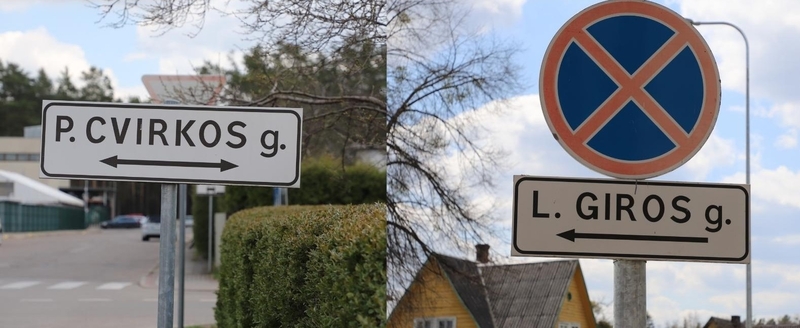 P. CVIRKOS g.
L. GIROS g.